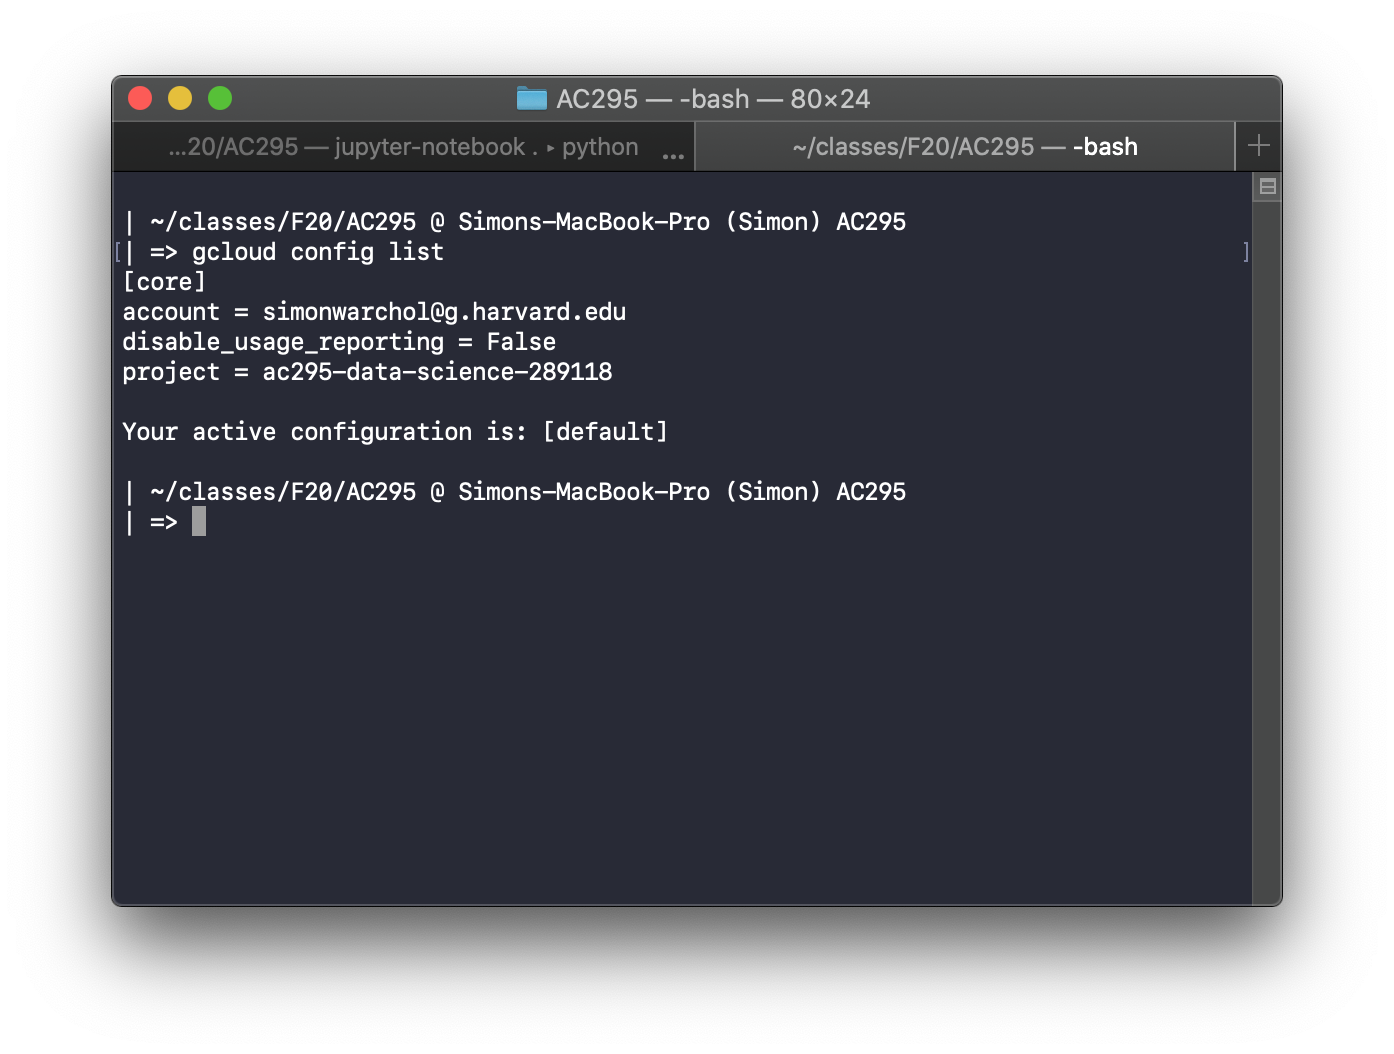 AC295 — -bash — 80×24
...20/AC295 — jupyter-notebook . ▸ python ...
~/classes/F20/AC295 — -bash
| ~/classes/F20/AC295 @ Simons-MacBook-Pro (Simon) AC295
[| => gcloud config list ]
[core]
account = simonwarchol@g.harvard.edu
disable_usage_reporting = False
project = ac295-data-science-289118
Your active configuration is: [default]
| ~/classes/F20/AC295 @ Simons-MacBook-Pro (Simon) AC295
| =>